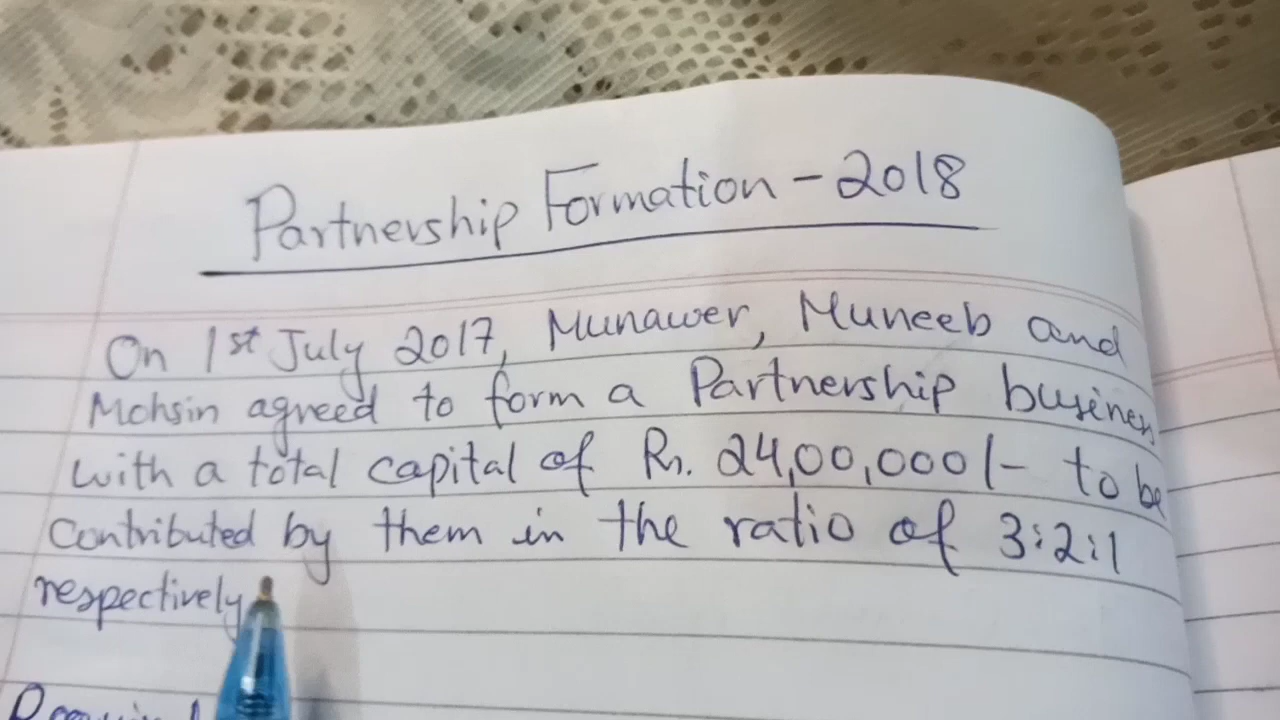 Partnership Formation - 2018
On 1st July 2017, Munawer, Muneeb and
Mohsin agreed to form a Partnership business
with a total capital of Rs. 24,00,000/- to be
Contributed by them in the ratio of 3:2:1
respectively